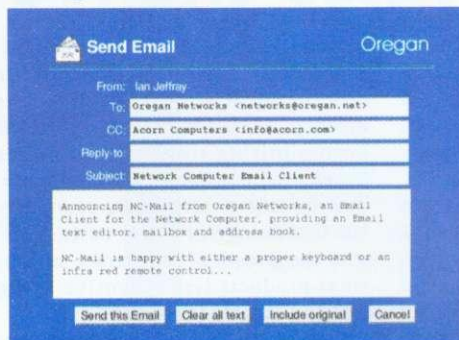 Send Email
Oregan
From: Ian Jeffray
To: Oregan Networks <networks@oregan.net>
CC: Acorn Computers <info@acorn.com>
Reply-to:
Subject: Network Computer Email Client
Announcing NC-Mail from Oregan Networks, an Email
Client for the Network Computer, providing an Email
text editor, mailbox and address book.
NC-Mail is happy with either a proper keyboard or an
infra red remote control...
Send this Email
Clear all text
Include original
Cancel